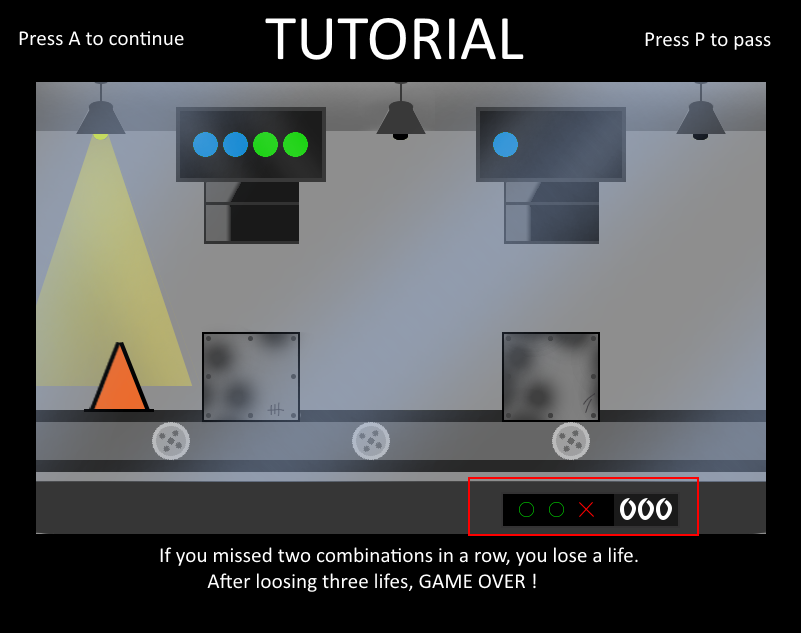 TUTORIAL
Press A to continue
Press P to pass
000
If you missed two combinations in a row, you lose a life.
After loosing three lifes, GAME OVER !